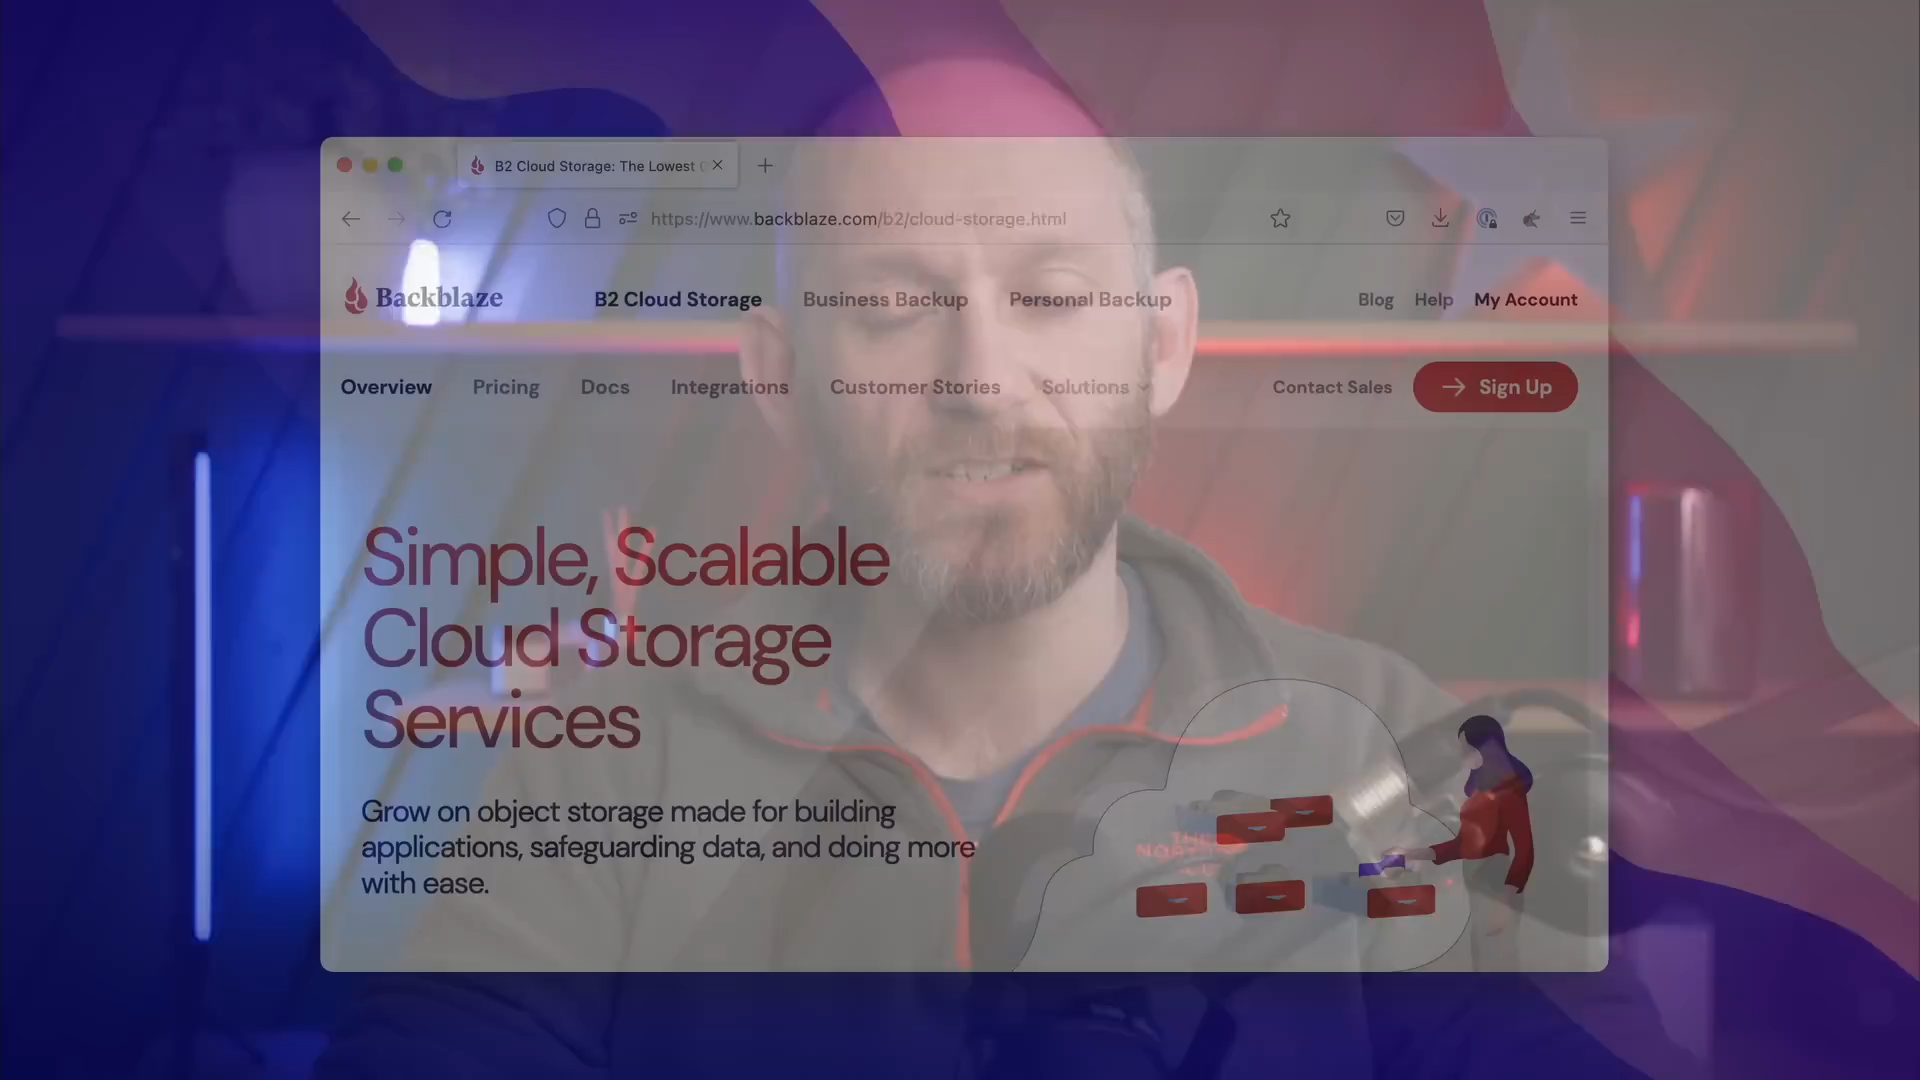 B2 Cloud Storage: The Lowest
https://www.backblaze.com/b2/cloud-storage.html
Backblaze
B2 Cloud Storage
Business Backup
Personal Backup
Blog
Help
My Account
Overview
Pricing
Docs
Integrations
Customer Stories
Solutions
Contact Sales
Sign Up
Simple, Scalable
Cloud Storage
Services
Grow on object storage made for building
applications, safeguarding data, and doing more
with ease.
THE